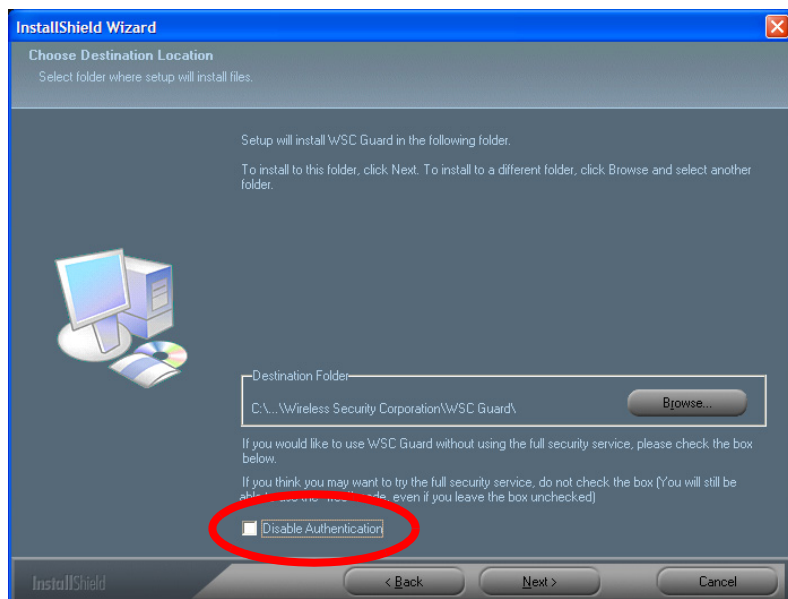 InstallShield Wizard
Choose Destination Location
Select folder where setup will install files.
Setup will install WSC Guard in the following folder.
To install to this folder, click Next. To install to a different folder, click Browse and select another
folder.
Destination Folder
C:\...\Wireless Security Corporation\WSC Guard\
Browse...
If you would like to use WSC Guard without using the full security service, please check the box
below.
If you think you may want to try the full security service, do not check the box (You will still be
able to use the mode, even if you leave the box unchecked)
Disable Authentication
InstallShield
< Back
Next >
Cancel